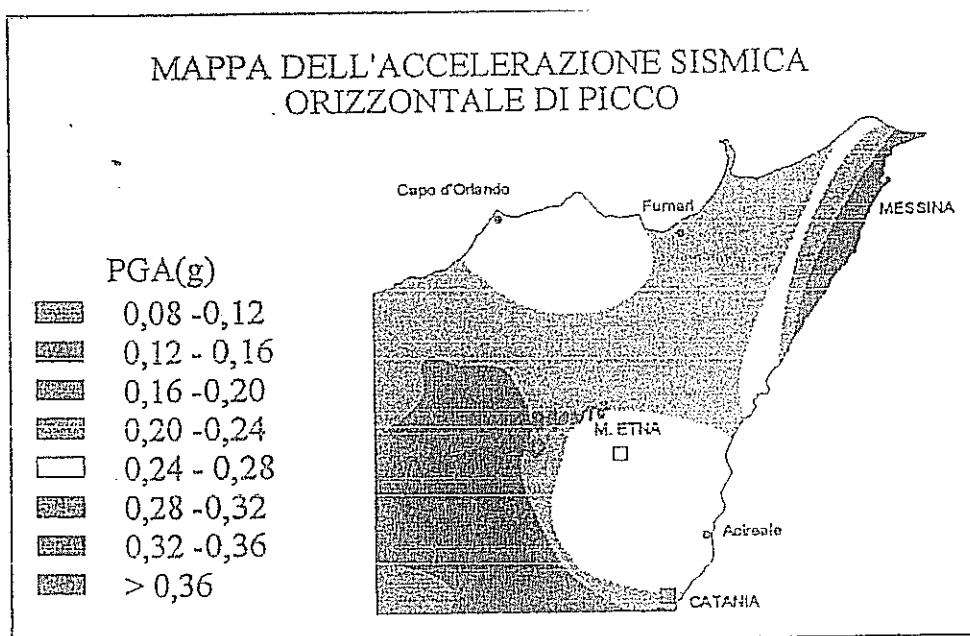 MAPPA DELL'ACCELERAZIONE SISMICA
ORIZZONTALE DI PICCO
Capo d'Orlando
Furnari
MESSINA
PGA(g)
0,08 -0,12
0,12 - 0,16
0,16 -0,20
0,20 -0,24
0,24 - 0,28
0,28 -0,32
0,32 -0,36
> 0,36
M. ETNA
Acireale
CATANIA